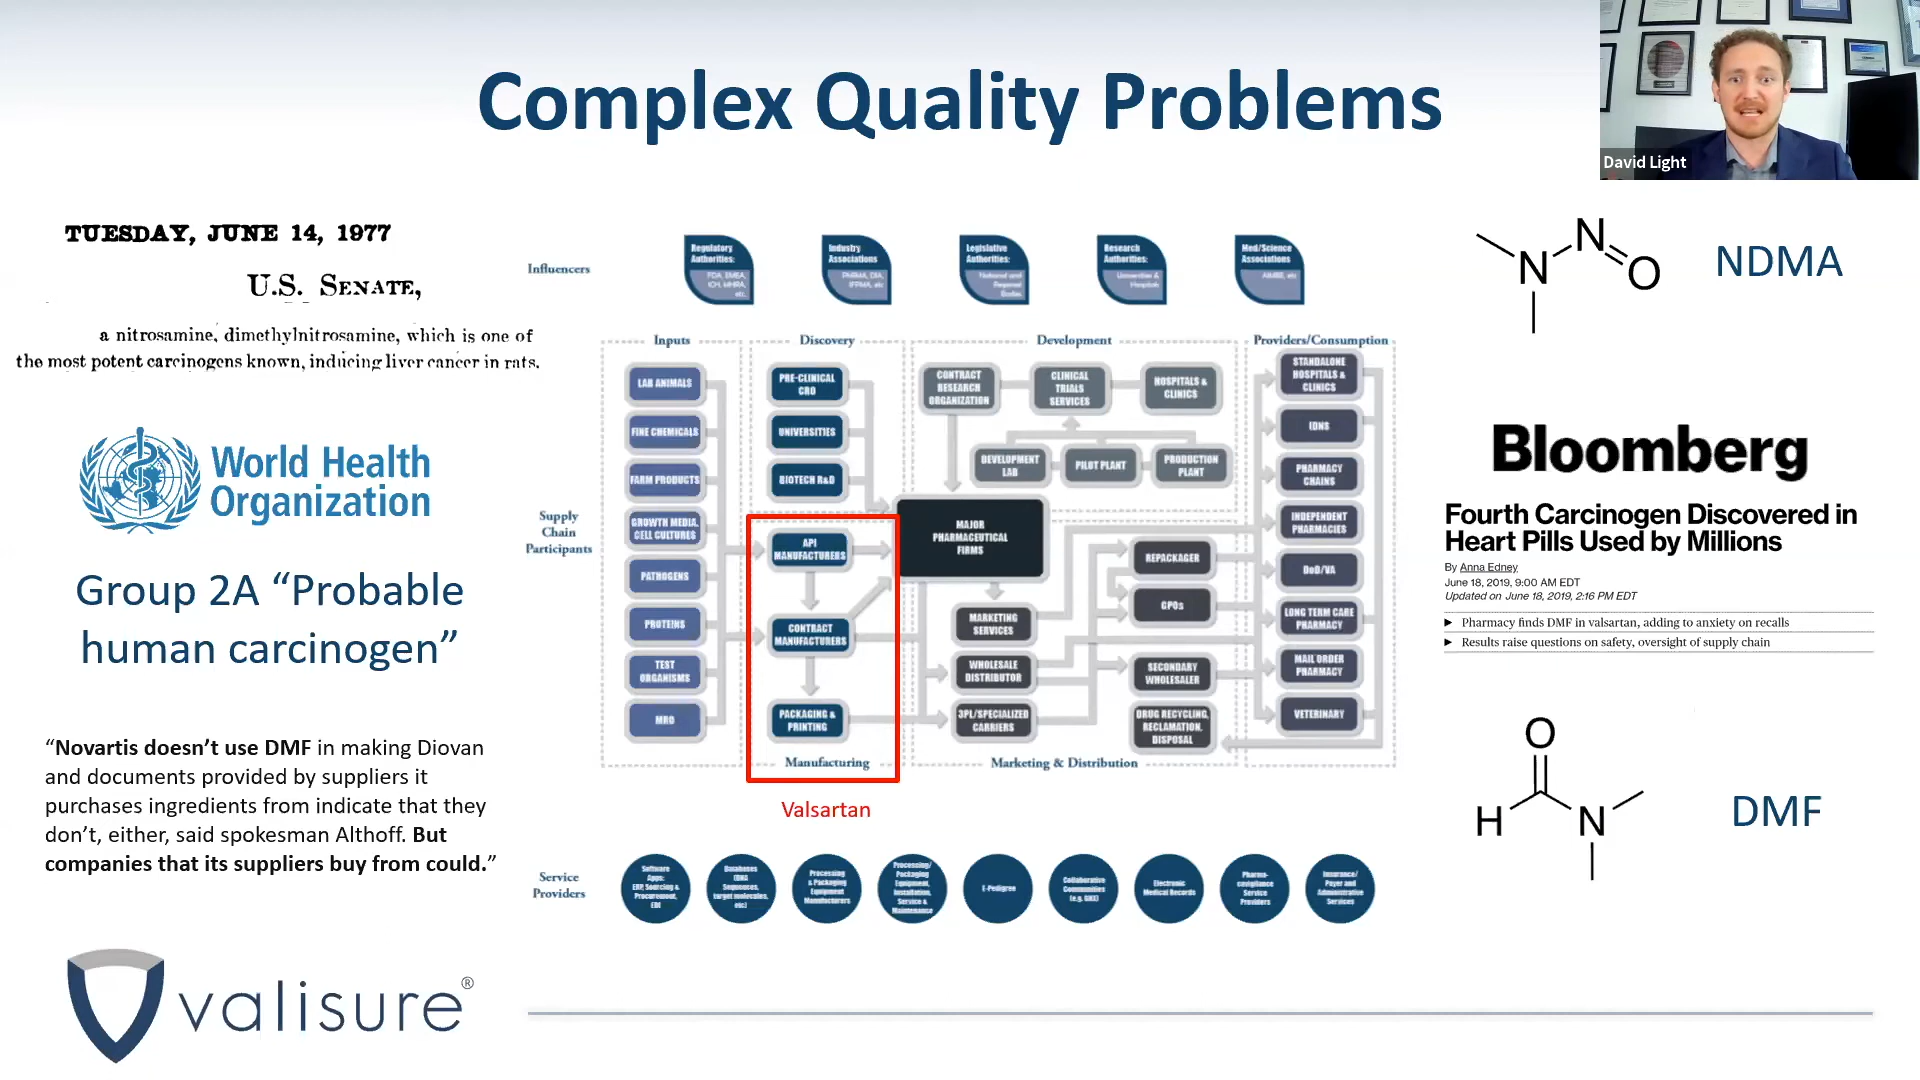 Complex Quality Problems
David Light
TUESDAY, JUNE 14, 1977
U.S. SENATE,
a nitrosamine, dimethylnitrosamine, which is one of
the most potent carcinogens known, inducing liver cancer in rats.
World Health
Organization
Group 2A “Probable
human carcinogen”
“Novartis doesn’t use DMF in making Diovan
and documents provided by suppliers it
purchases ingredients from indicate that they
don’t, either, said spokesman Althoff. But
companies that its suppliers buy from could.”
valisure®
Influencers
Regulatory
Authorities:
FDA, EMEA,
ICH, MHRA,
etc.
Industry
Associations
PhRMA, DIA,
IFPMA, etc
Legislative
Authorities:
National and
Regional
Bodies
Research
Authorities:
Universities &
Hospitals
Med/Science
Associations
AIMBE, etc
Supply
Chain
Participants
Inputs
LAB ANIMALS
FINE CHEMICALS
FARM PRODUCTS
GROWTH MEDIA,
CELL CULTURES
PATHOGENS
PROTEINS
TEST
ORGANISMS
MRO
Discovery
PRE-CLINICAL
CRO
UNIVERSITIES
BIOTECH R&D
API
MANUFACTURERS
CONTRACT
MANUFACTURERS
PACKAGING &
PRINTING
Manufacturing
Valsartan
Development
CONTRACT
RESEARCH
ORGANIZATION
CLINICAL
TRIALS
SERVICES
HOSPITALS &
CLINICS
DEVELOPMENT
LAB
PILOT PLANT
PRODUCTION
PLANT
MAJOR
PHARMACEUTICAL
FIRMS
MARKETING
SERVICES
WHOLESALE
DISTRIBUTOR
3PL/SPECIALIZED
CARRIERS
REPACKAGER
GPOs
SECONDARY
WHOLESALER
DRUG RECYCLING,
RECLAMATION,
DISPOSAL
Marketing & Distribution
Providers/Consumption
STANDALONE
HOSPITALS &
CLINICS
IDNS
PHARMACY
CHAINS
INDEPENDENT
PHARMACIES
DoD/VA
LONG TERM CARE
PHARMACY
MAIL ORDER
PHARMACY
VETERINARY
Service
Providers
Software
Apps:
ERP, Sourcing &
Procurement,
EDI
Databases
(DNA
Sequences,
target molecules,
etc)
Processing
& Packaging
Equipment
Manufacturers
Processing/
Packaging
Equipment,
Installation,
Service &
Maintenance
E-Pedigree
Collaborative
Communities
(e.g. GHX)
Electronic
Medical Records
Pharma-
covigilance
Service
Providers
Insurance/
Payer and
Administrative
Services
N
N
O
NDMA
Bloomberg
Fourth Carcinogen Discovered in
Heart Pills Used by Millions
By Anna Edney
June 18, 2019, 9:00 AM EDT
Updated on June 18, 2019, 2:16 PM EDT
Pharmacy finds DMF in valsartan, adding to anxiety on recalls
Results raise questions on safety, oversight of supply chain
O
H
N
DMF